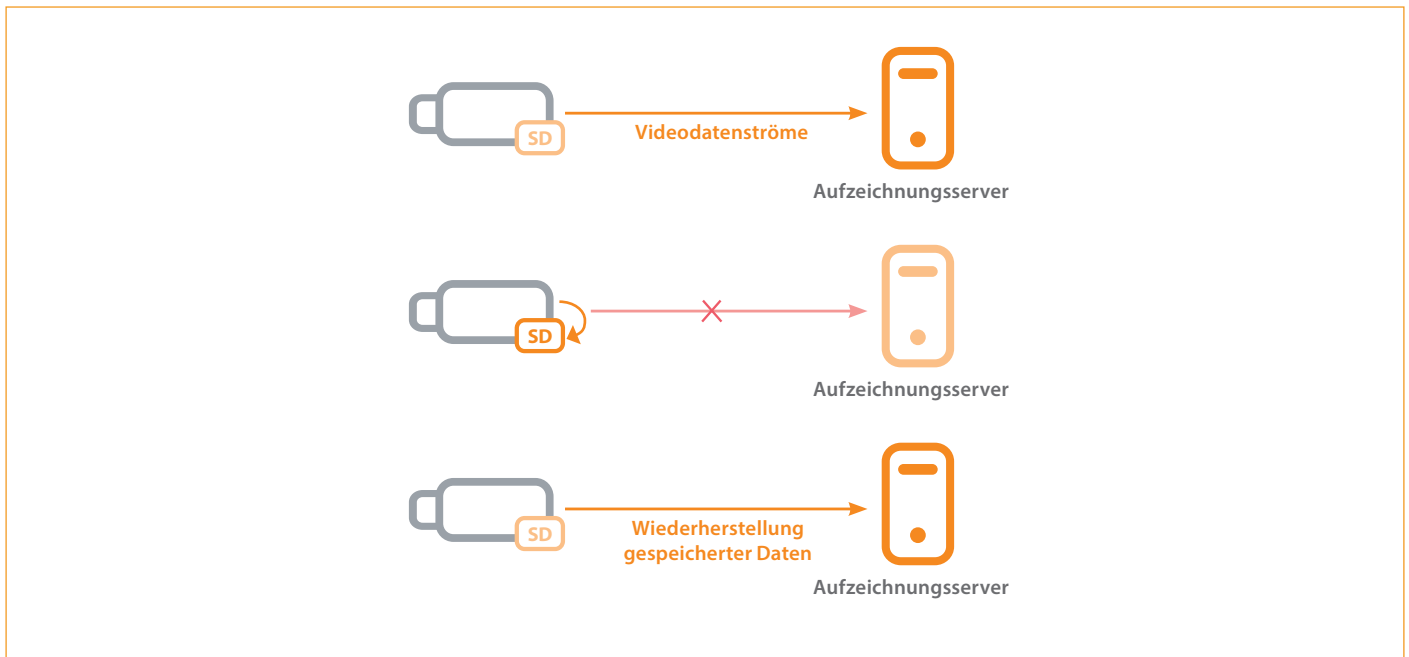 SD
Videodatenströme
Aufzeichnungsserver
SD
Aufzeichnungsserver
SD
Wiederherstellung
gespeicherter Daten
Aufzeichnungsserver